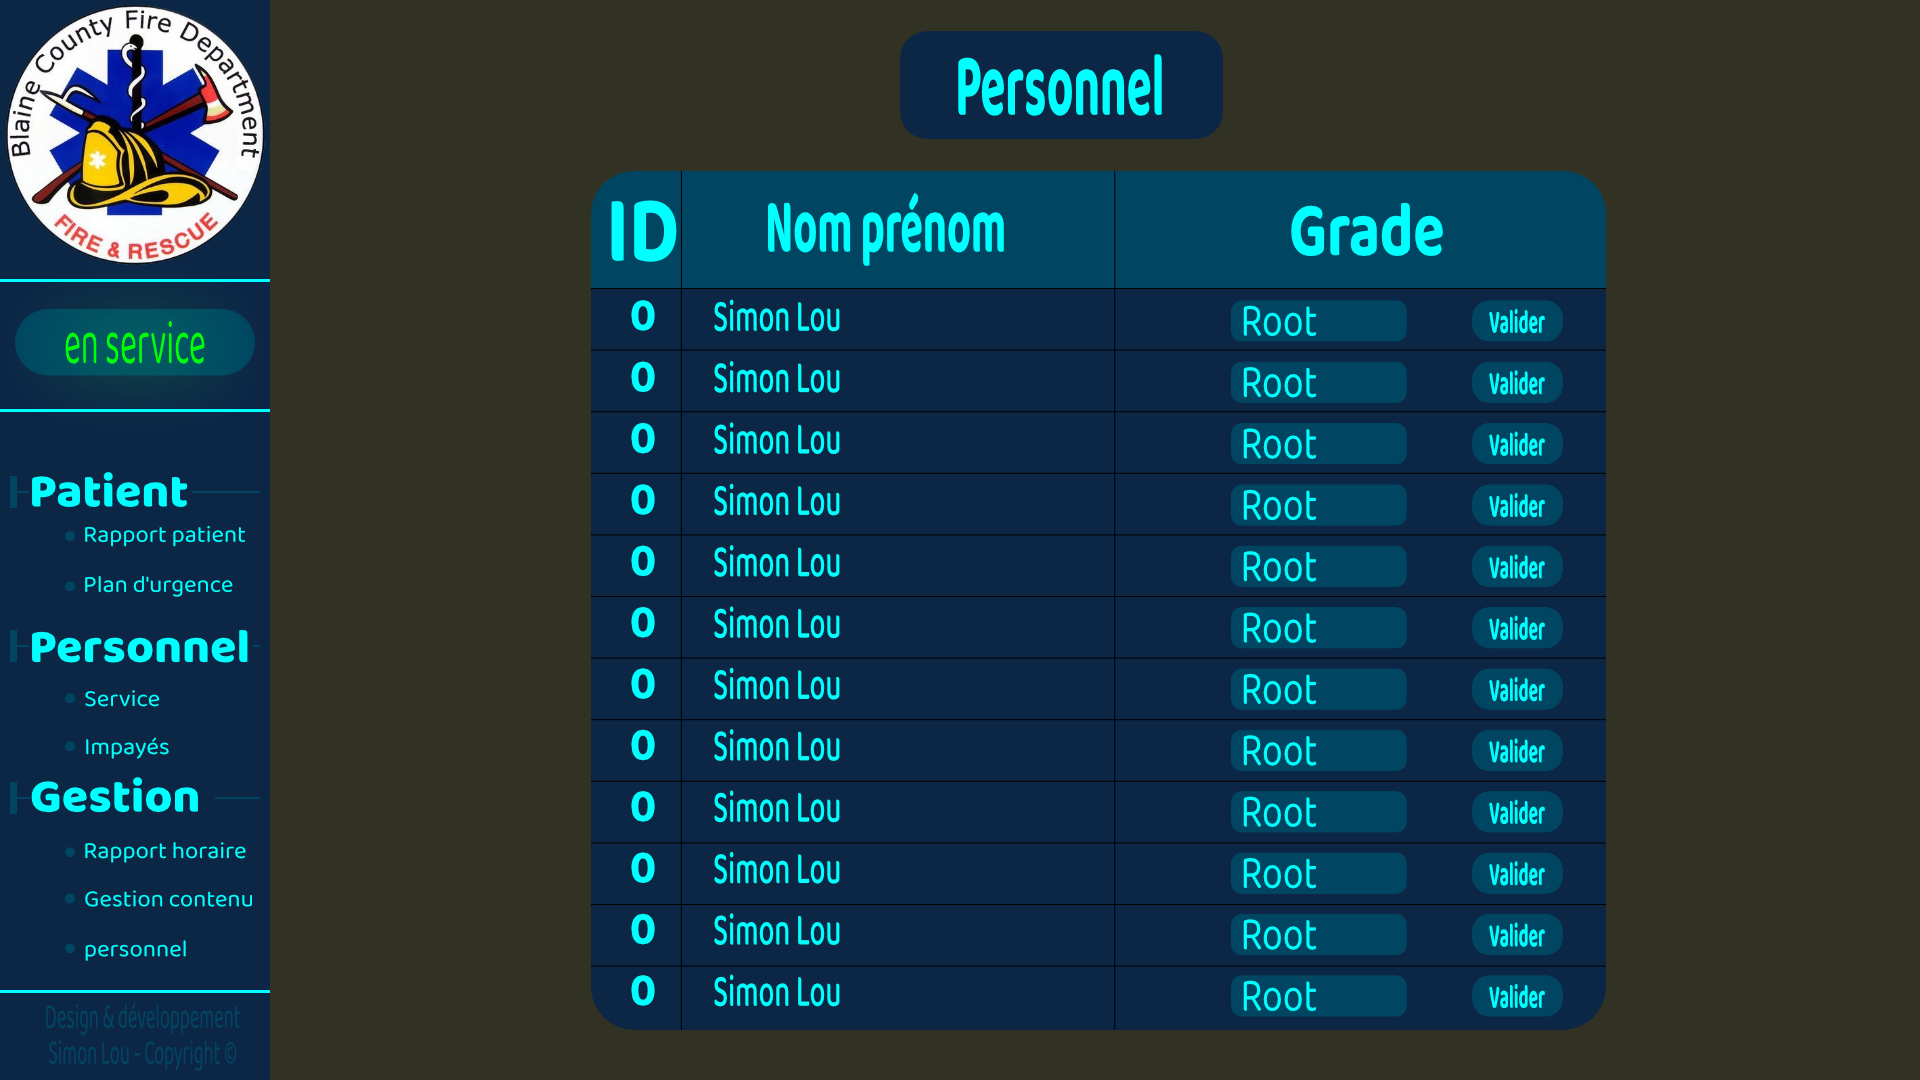 Blaine County Fire Department
FIRE & RESCUE
en service
Patient
Rapport patient
Plan d'urgence
Personnel
Service
Impayés
Gestion
Rapport horaire
Gestion contenu
personnel
Design & développement
Simon Lou - Copyright ©
Personnel
ID Nom prénom Grade
0 Simon Lou Root Valider
0 Simon Lou Root Valider
0 Simon Lou Root Valider
0 Simon Lou Root Valider
0 Simon Lou Root Valider
0 Simon Lou Root Valider
0 Simon Lou Root Valider
0 Simon Lou Root Valider
0 Simon Lou Root Valider
0 Simon Lou Root Valider
0 Simon Lou Root Valider
0 Simon Lou Root Valider